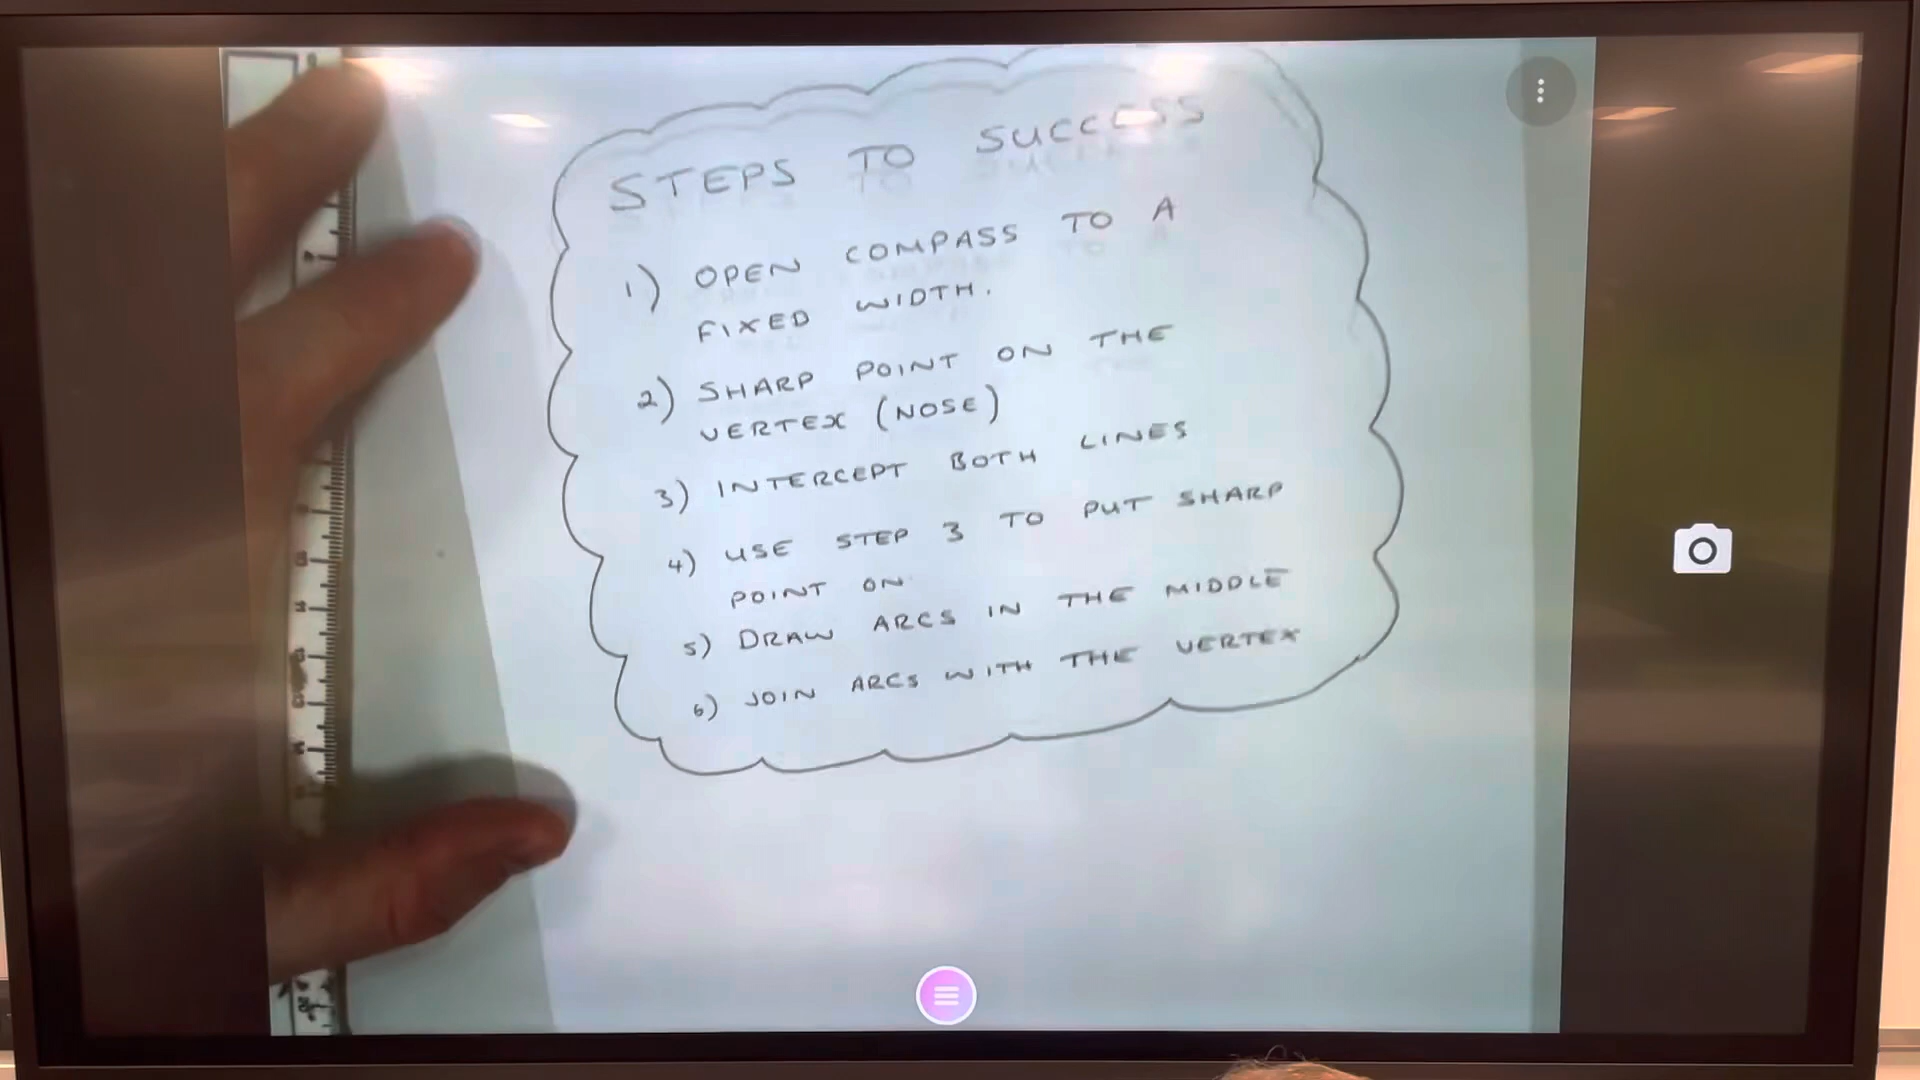 STEPS TO SUCCESS
1) OPEN COMPASS TO A
FIXED WIDTH.
2) SHARP POINT ON THE
VERTEX (NOSE)
3) INTERCEPT BOTH LINES
4) USE STEP 3 TO PUT SHARP
POINT ON
5) DRAW ARCS IN THE MIDDLE
6) JOIN ARCS WITH THE VERTEX